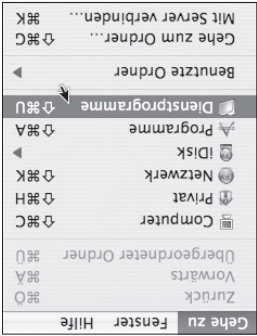 Gehe zu Fenster Hilfe
Zurück ⌘Ö
Vorwärts ⌘Ä
Übergeordneter Ordner ⌘Ü
Computer ⇧⌘C
Privat ⇧⌘H
Netzwerk ⇧⌘K
iDisk
Programme ⇧⌘A
Dienstprogramme ⇧⌘U
Benutzte Ordner
Gehe zum Ordner... ⇧⌘G
Mit Server verbinden... ⌘K